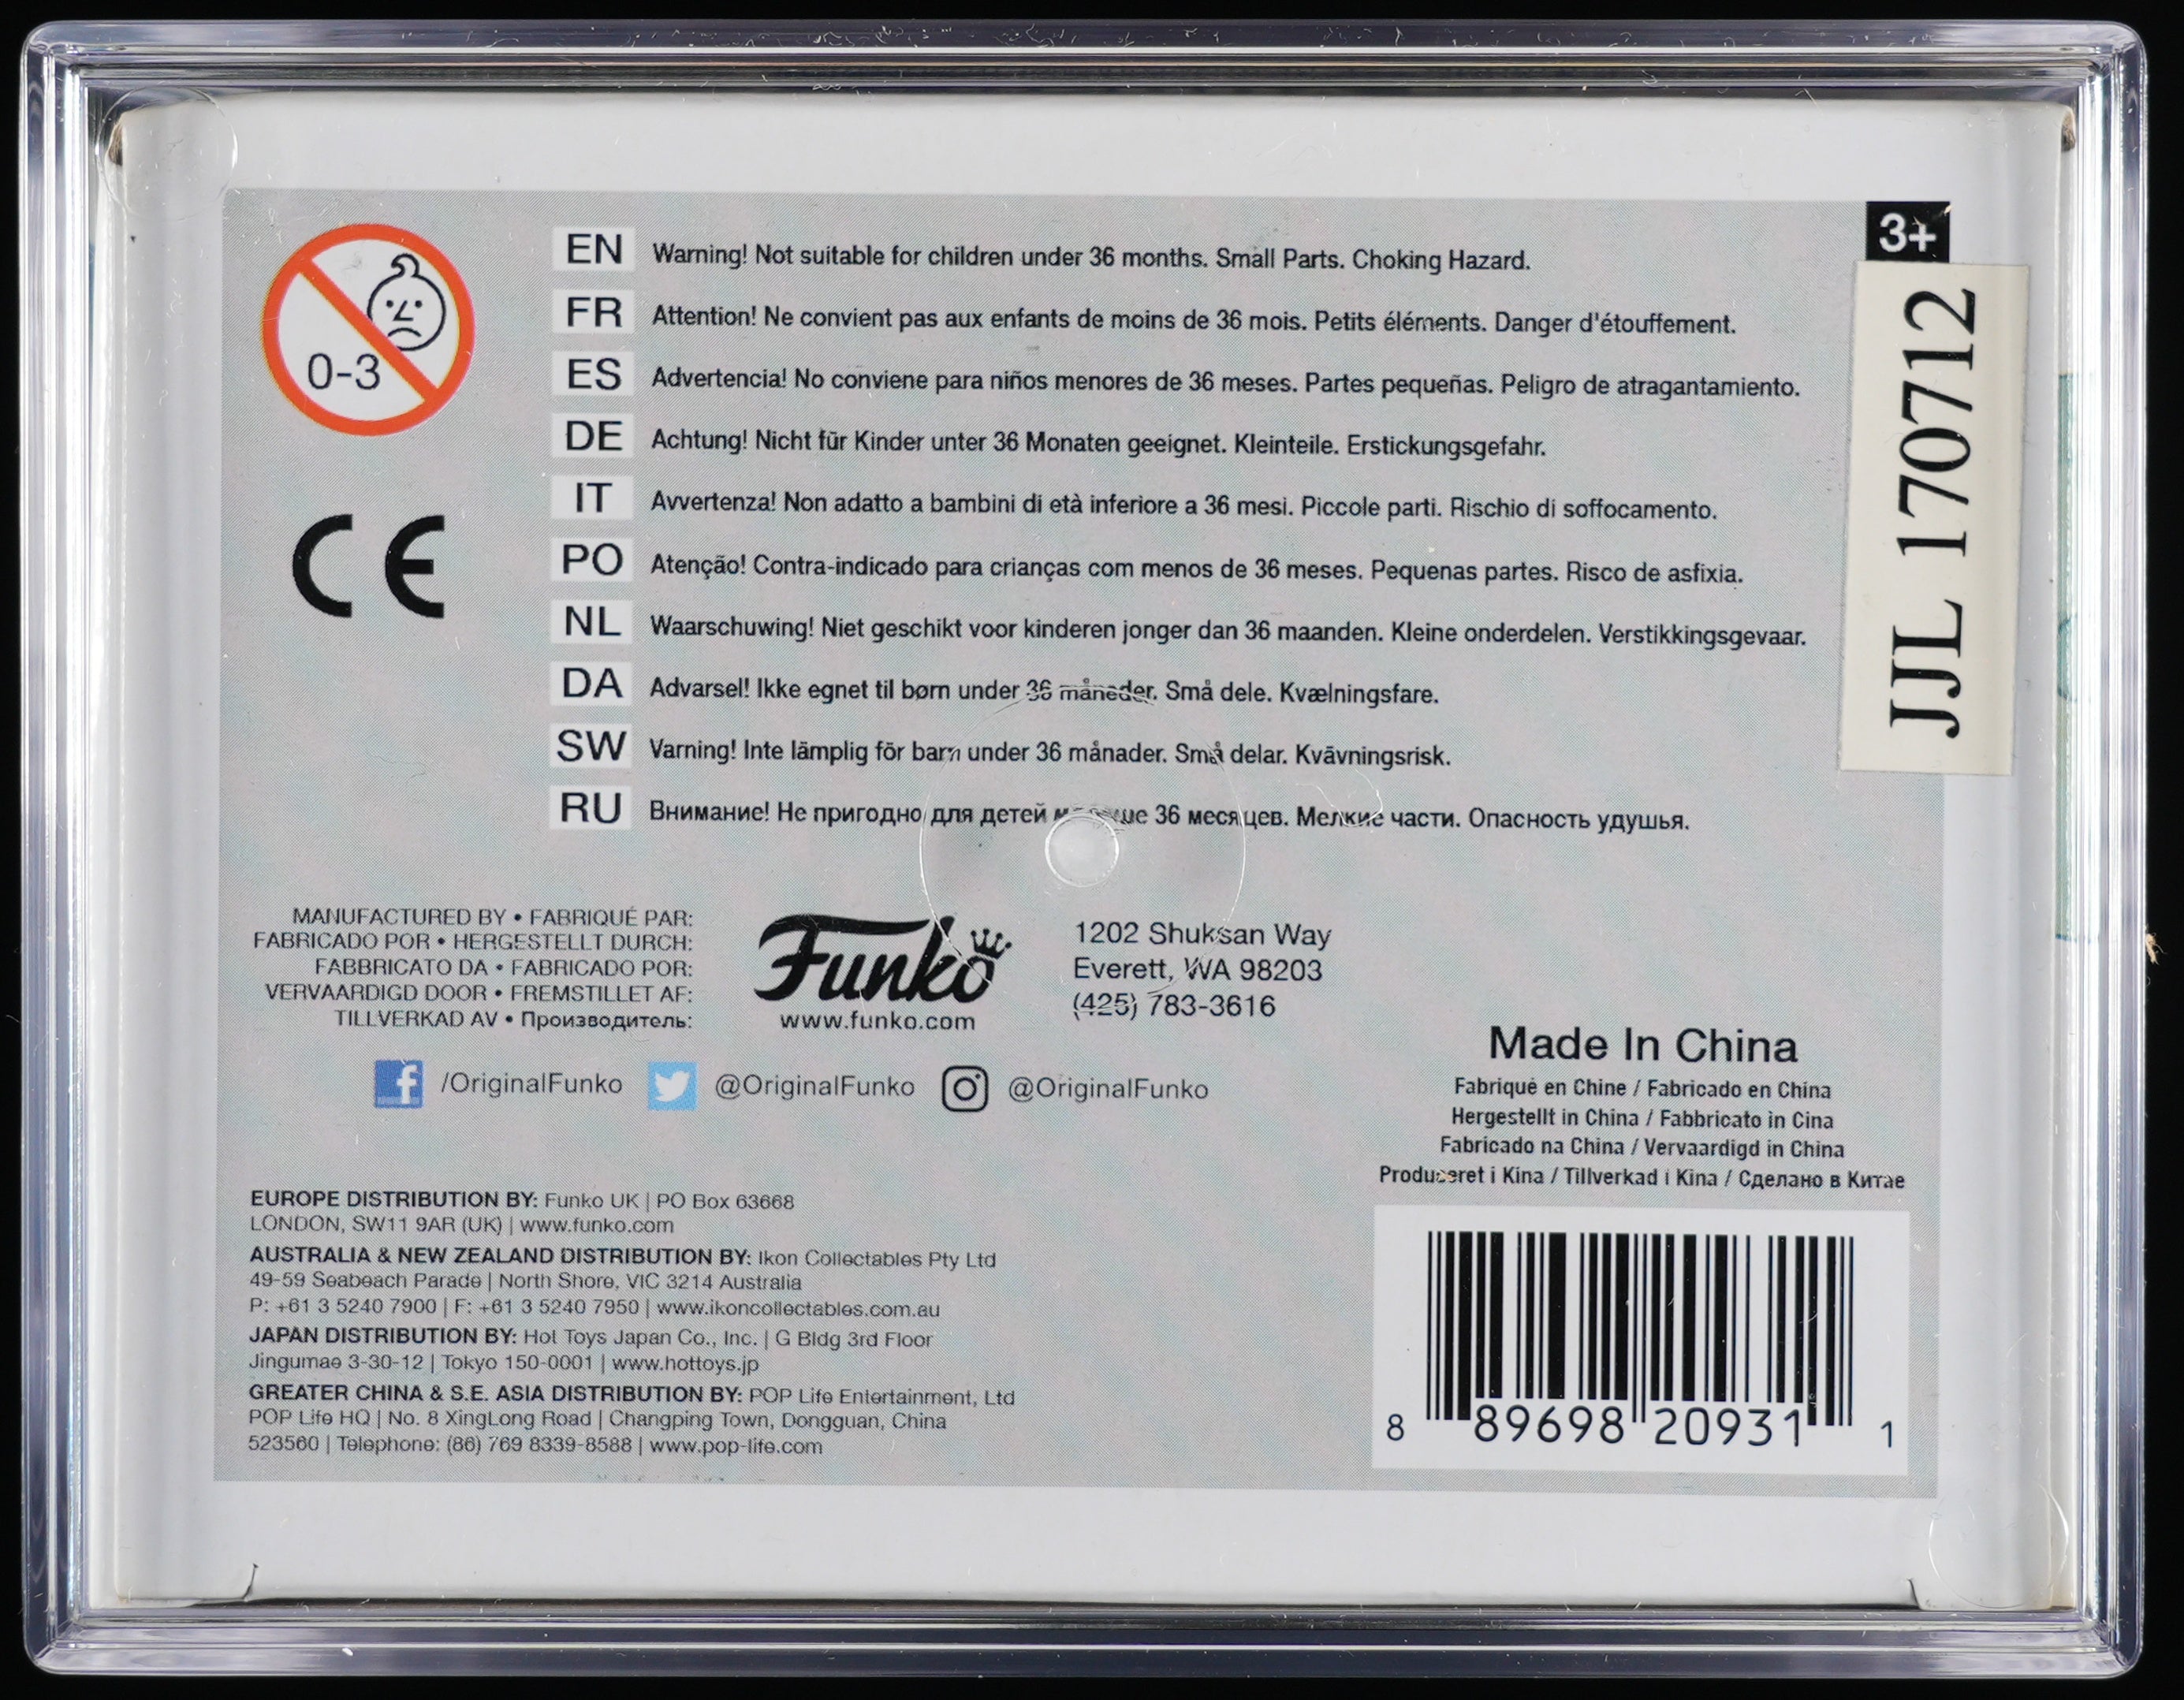 3+
0-3
EN Warning! Not suitable for children under 36 months. Small Parts. Choking Hazard.
FR Attention! Ne convient pas aux enfants de moins de 36 mois. Petits éléments. Danger d'étouffement.
ES Advertencia! No conviene para niños menores de 36 meses. Partes pequeñas. Peligro de atragantamiento.
DE Achtung! Nicht für Kinder unter 36 Monaten geeignet. Kleinteile. Erstickungsgefahr.
IT Avvertenza! Non adatto a bambini di età inferiore a 36 mesi. Piccole parti. Rischio di soffocamento.
PO Atenção! Contra-indicado para crianças com menos de 36 meses. Pequenas partes. Risco de asfixia.
NL Waarschuwing! Niet geschikt voor kinderen jonger dan 36 maanden. Kleine onderdelen. Verstikkingsgevaar.
DA Advarsel! Ikke egnet til børn under 36 måneder. Små dele. Kvælningsfare.
SW Varning! Inte lämplig för barn under 36 månader. Små delar. Kvävningsrisk.
RU Внимание! Не пригодно для детей 36 месяцев. Мелкие части. Опасность удушья.
CE
JJL 170712
MANUFACTURED BY • FABRIQUÉ PAR:
FABRICADO POR • HERGESTELLT DURCH:
FABBRICATO DA • FABRICADO POR:
VERVAARDIGD DOOR • FREMSTILLET AF:
TILLVERKAD AV • Производитель:
Funko
www.funko.com
1202 Shuksan Way
Everett, WA 98203
(425) 783-3616
/OriginalFunko @OriginalFunko @OriginalFunko
Made In China
Fabriqué en Chine / Fabricado en China
Hergestellt in China / Fabbricato in Cina
Fabricado na China / Vervaardigd in China
Produceret i Kina / Tillverkad i Kina / Сделано в Китае
EUROPE DISTRIBUTION BY: Funko UK | PO Box 63668
LONDON, SW11 9AR (UK) | www.funko.com
AUSTRALIA & NEW ZEALAND DISTRIBUTION BY: Ikon Collectables Pty Ltd
49-59 Seabeach Parade | North Shore, VIC 3214 Australia
P: +61 3 5240 7900 | F: +61 3 5240 7950 | www.ikoncollectables.com.au
JAPAN DISTRIBUTION BY: Hot Toys Japan Co., Inc. | G Bldg 3rd Floor
Jingumae 3-30-12 | Tokyo 150-0001 | www.hottoys.jp
GREATER CHINA & S.E. ASIA DISTRIBUTION BY: POP Life Entertainment, Ltd
POP Life HQ | No. 8 XingLong Road | Changping Town, Dongguan, China
523560 | Telephone: (86) 769 8339-8588 | www.pop-life.com
8 89698 20931 1